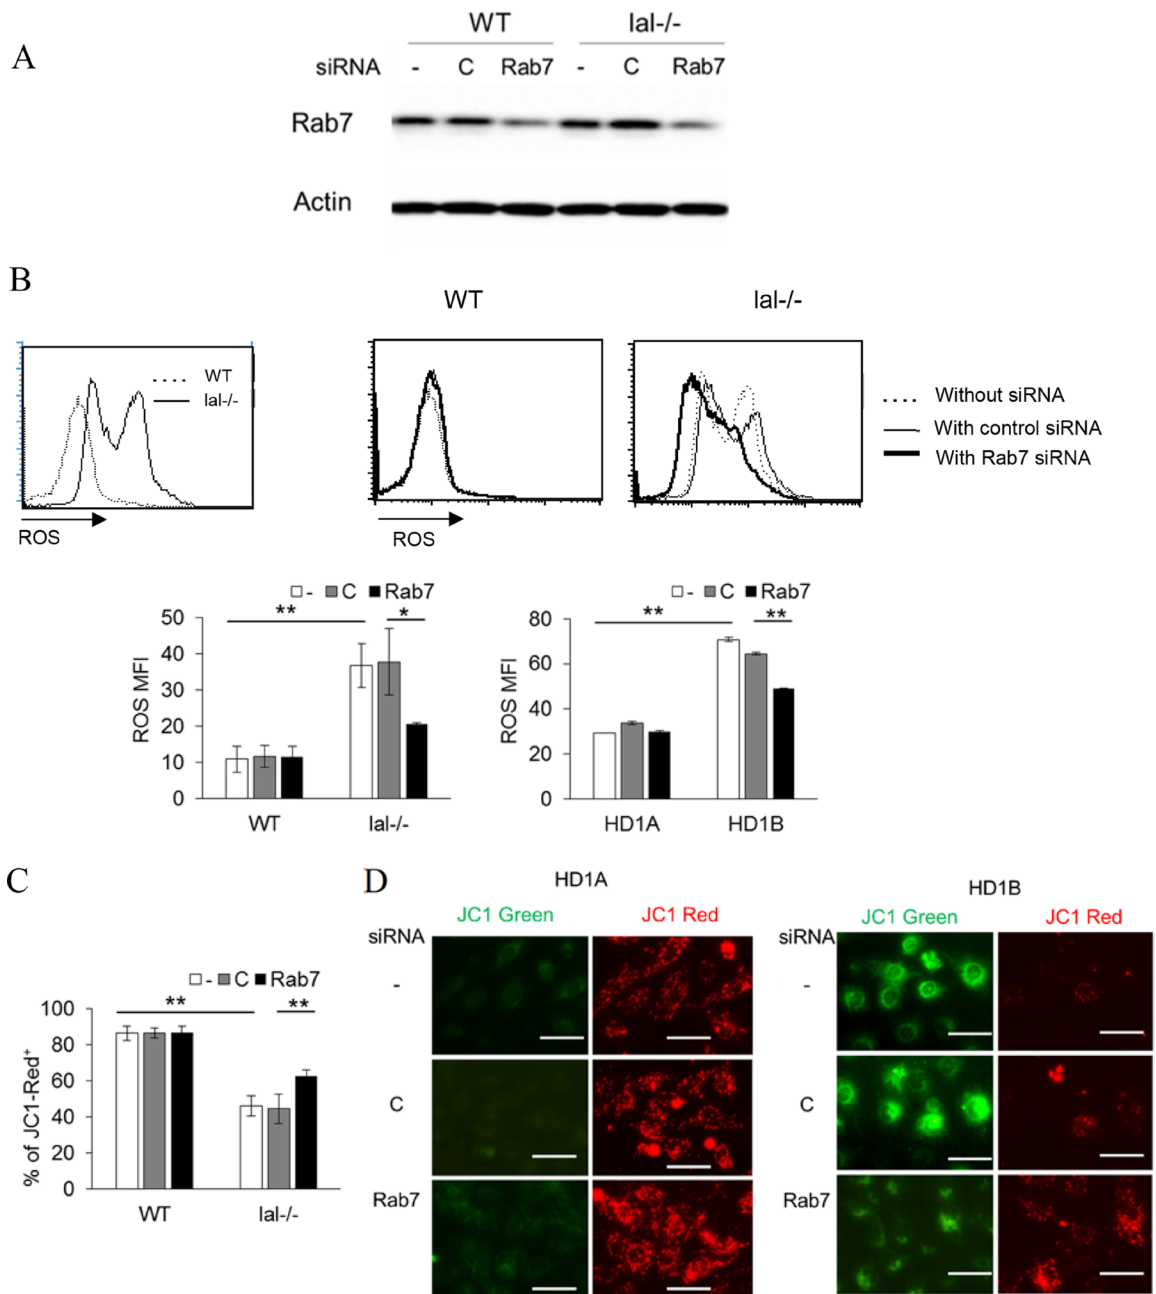 A
WT lal-/-
siRNA - C Rab7 - C Rab7
Rab7
Actin
B
WT lal-/-
WT
lal-/-
Without siRNA
With control siRNA
With Rab7 siRNA
ROS
ROS
- C Rab7
** *
50
40
30
20
10
0
ROS MFI
WT lal-/-
- C Rab7
** **
80
60
40
20
0
ROS MFI
HD1A HD1B
C
- C Rab7
** **
100
80
60
40
20
0
% of JC1-Red⁺
WT lal-/-
D
HD1A
JC1 Green JC1 Red
siRNA
-
C
Rab7
HD1B
JC1 Green JC1 Red
siRNA
-
C
Rab7